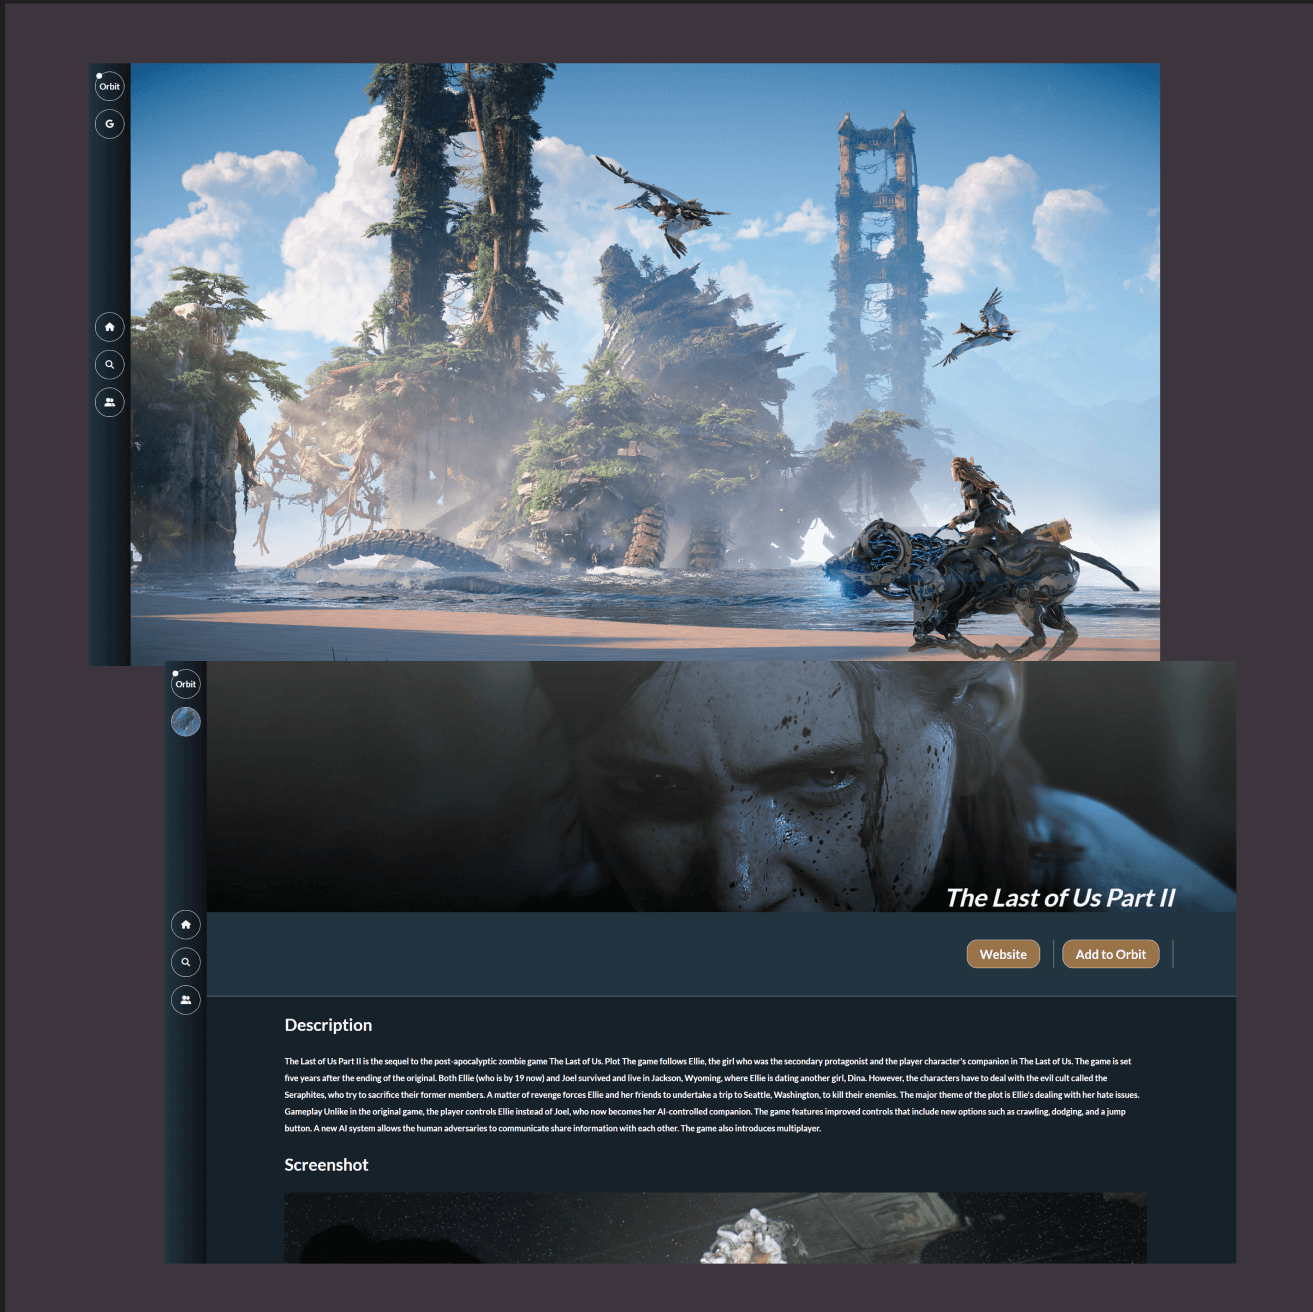 Orbit
G
Orbit
The Last of Us Part II
Website
Add to Orbit
Description
The Last of Us Part II is the sequel to the post-apocalyptic zombie game The Last of Us. Plot The game follows Ellie, the girl who was the secondary protagonist and the player character's companion in The Last of Us. The game is set
five years after the ending of the original. Both Ellie (who is by 19 now) and Joel survived and live in Jackson, Wyoming, where Ellie is dating another girl, Dina. However, the characters have to deal with the evil cult called the
Seraphites, who try to sacrifice their former members. A matter of revenge forces Ellie and her friends to undertake a trip to Seattle, Washington, to kill their enemies. The major theme of the plot is Ellie's dealing with her hate issues.
Gameplay Unlike in the original game, the player controls Ellie instead of Joel, who now becomes her AI-controlled companion. The game features improved controls that include new options such as crawling, dodging, and a jump
button. A new AI system allows the human adversaries to communicate share information with each other. The game also introduces multiplayer.
Screenshot